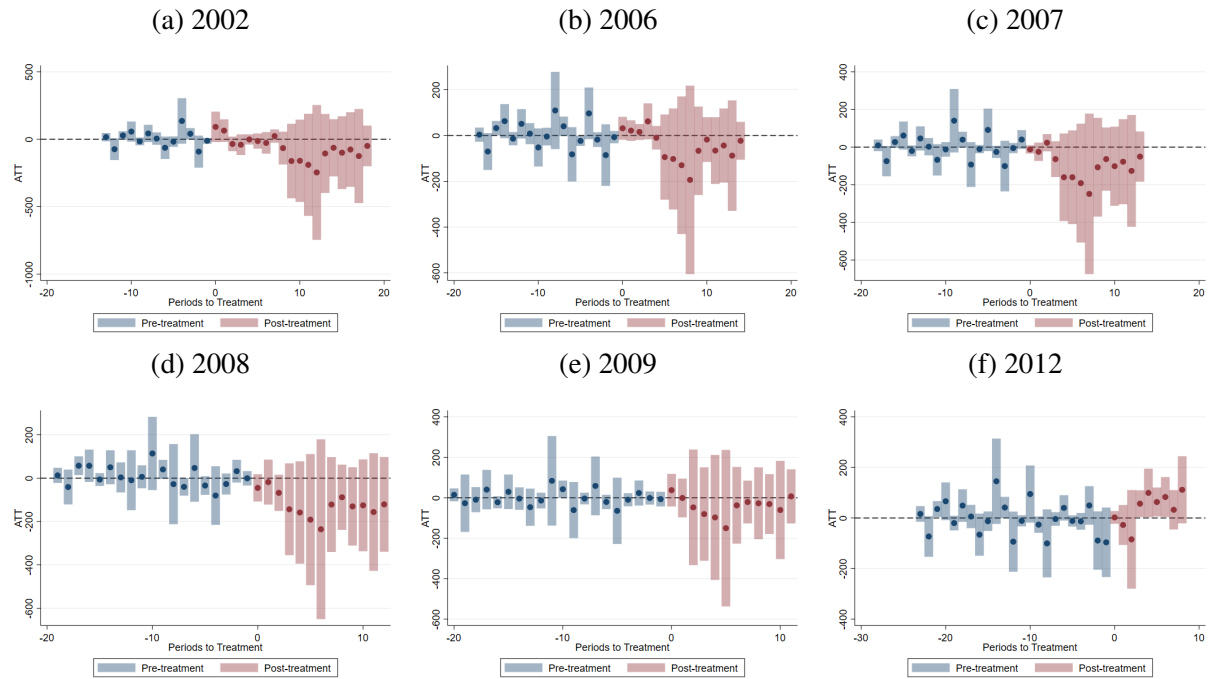 (a) 2002
(b) 2006
(c) 2007
ATT
500
0
-500
-1000
-20
-10
0
10
20
Periods to Treatment
Pre-treatment
Post-treatment
ATT
200
0
-200
-400
-600
-20
-10
0
10
20
Periods to Treatment
Pre-treatment
Post-treatment
ATT
400
200
0
-200
-400
-600
-20
-10
0
10
20
Periods to Treatment
Pre-treatment
Post-treatment
(d) 2008
(e) 2009
(f) 2012
ATT
200
0
-200
-400
-600
-20
-10
0
10
Periods to Treatment
Pre-treatment
Post-treatment
ATT
400
200
0
-200
-400
-600
-20
-10
0
10
Periods to Treatment
Pre-treatment
Post-treatment
ATT
400
200
0
-200
-400
-30
-20
-10
0
10
Periods to Treatment
Pre-treatment
Post-treatment